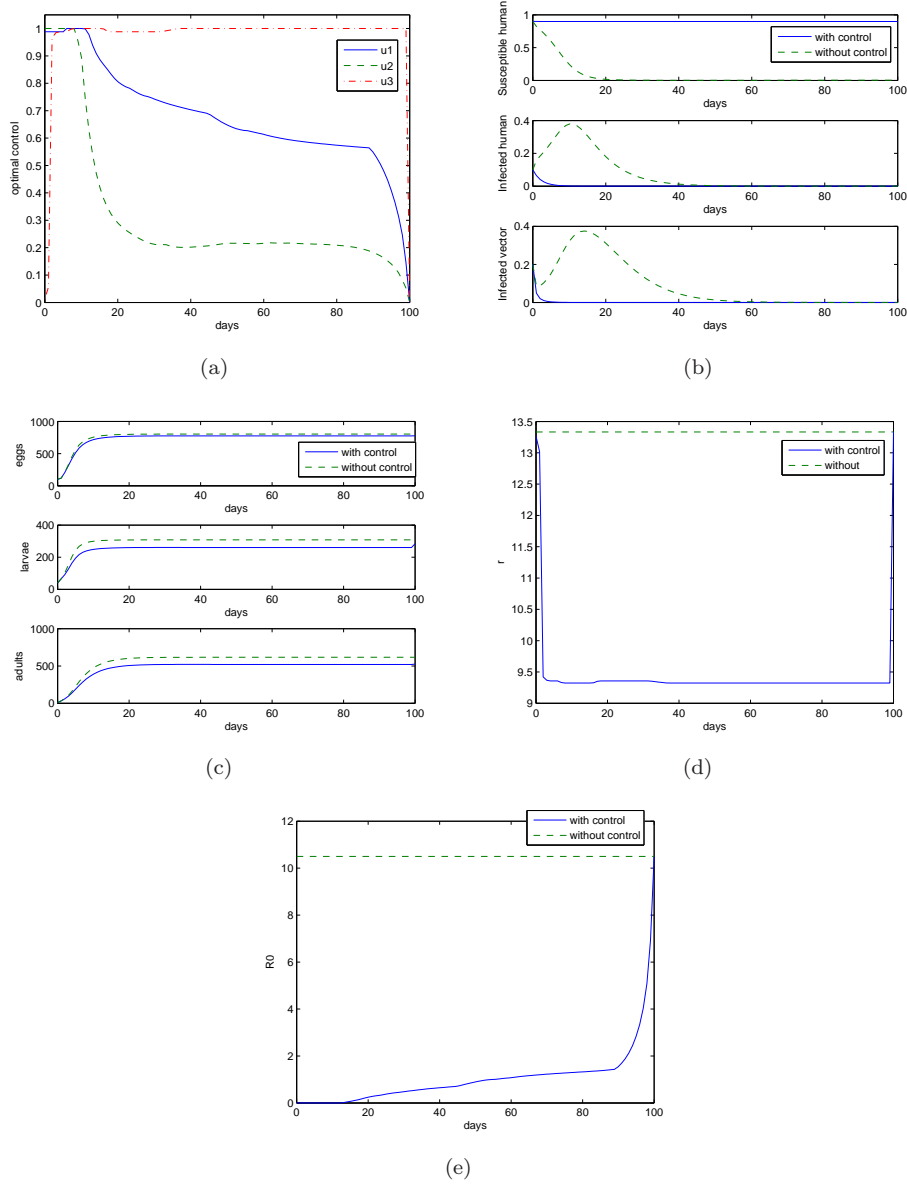 1
0.9
0.8
0.7
0.6
0.5
0.4
0.3
0.2
0.1
0
optimal control
u1
u2
u3
0 20 40 60 80 100
days
(a)
1
0.5
0
Susceptible human
with control
without control
0 20 40 60 80 100
days
0.4
0.2
0
Infected human
0 20 40 60 80 100
days
0.4
0.2
0
Infected vector
0 20 40 60 80 100
days
(b)
1000
500
0
eggs
with control
without control
0 20 40 60 80 100
days
400
200
0
larvae
0 20 40 60 80 100
days
1000
500
0
adults
0 20 40 60 80 100
days
(c)
13.5
13
12.5
12
11.5
11
10.5
10
9.5
9
r
with control
without
0 20 40 60 80 100
days
(d)
12
10
8
6
4
2
0
R0
with control
without control
0 20 40 60 80 100
days
(e)